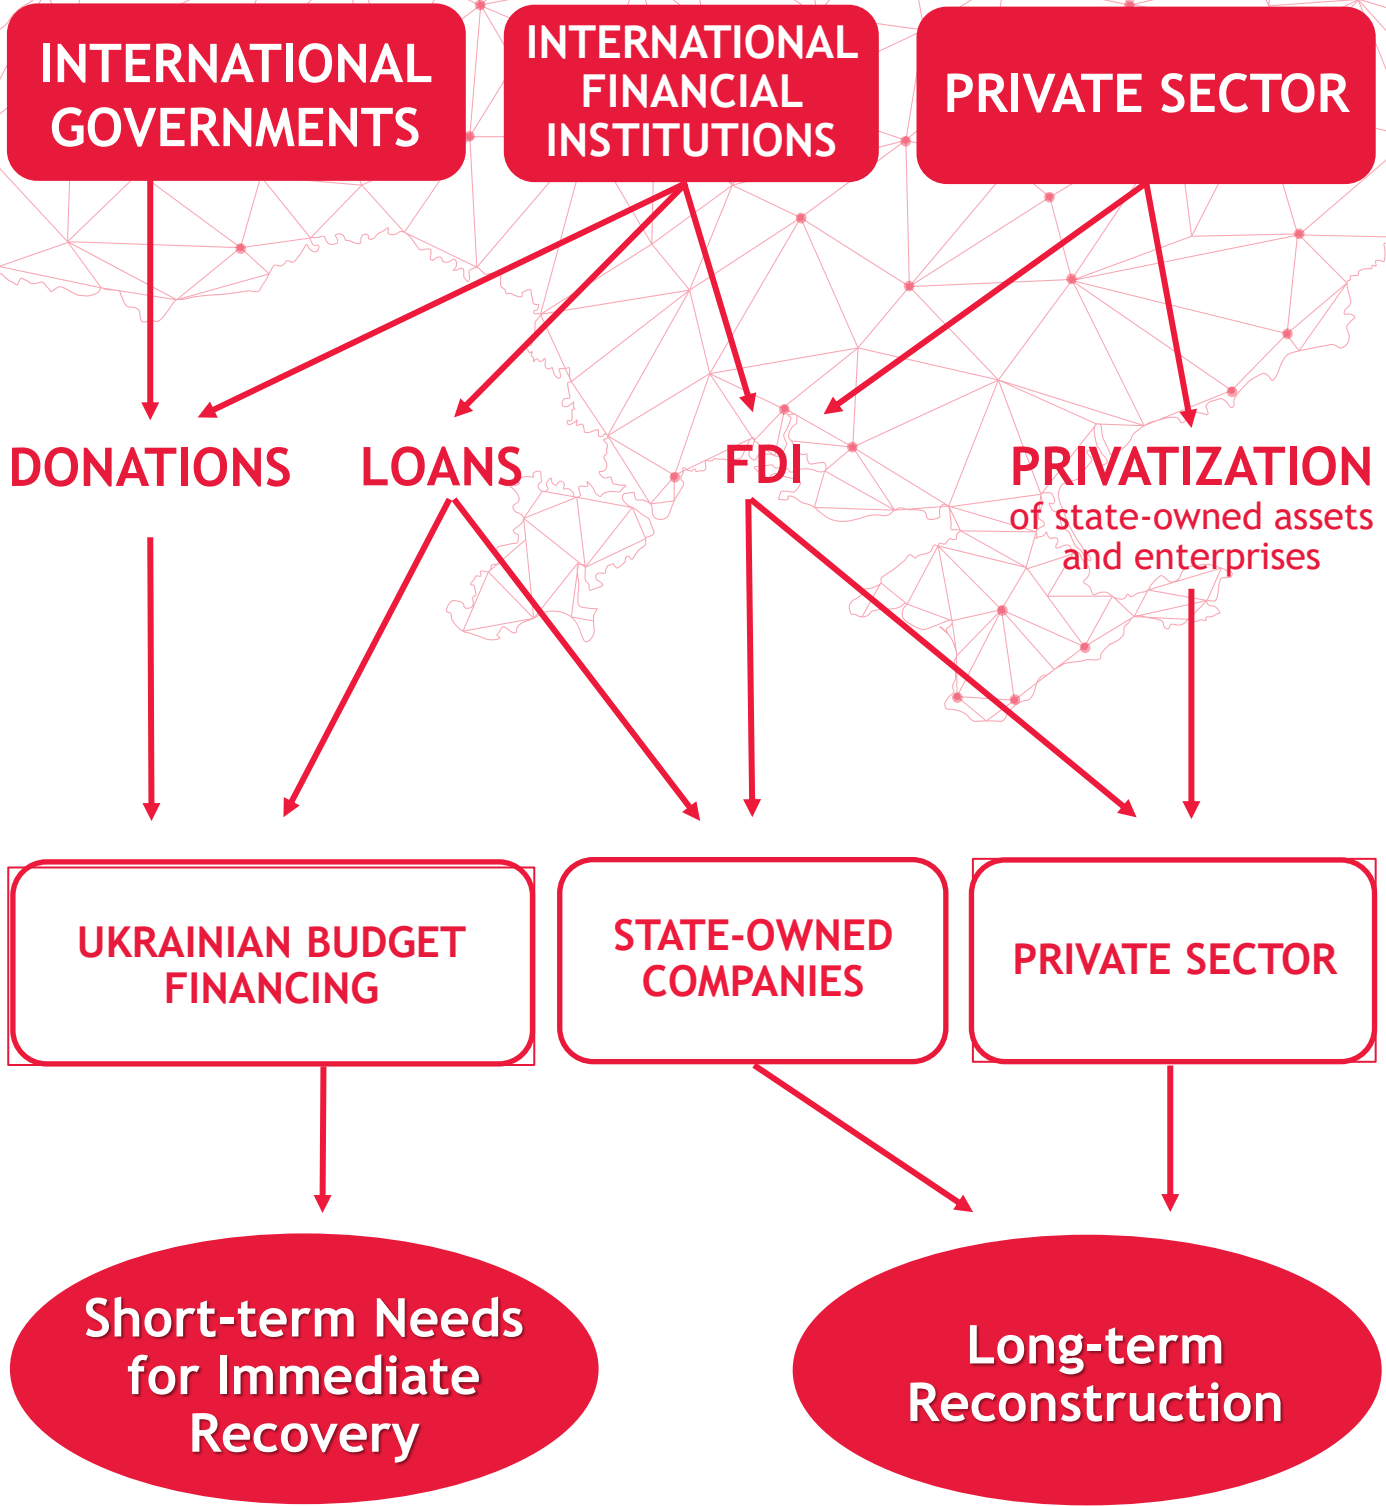 INTERNATIONAL
GOVERNMENTS
INTERNATIONAL
FINANCIAL
INSTITUTIONS
PRIVATE SECTOR
DONATIONS
LOANS
FDI
PRIVATIZATION
of state-owned assets
and enterprises
UKRAINIAN BUDGET
FINANCING
STATE-OWNED
COMPANIES
PRIVATE SECTOR
Short-term Needs
for Immediate
Recovery
Long-term
Reconstruction